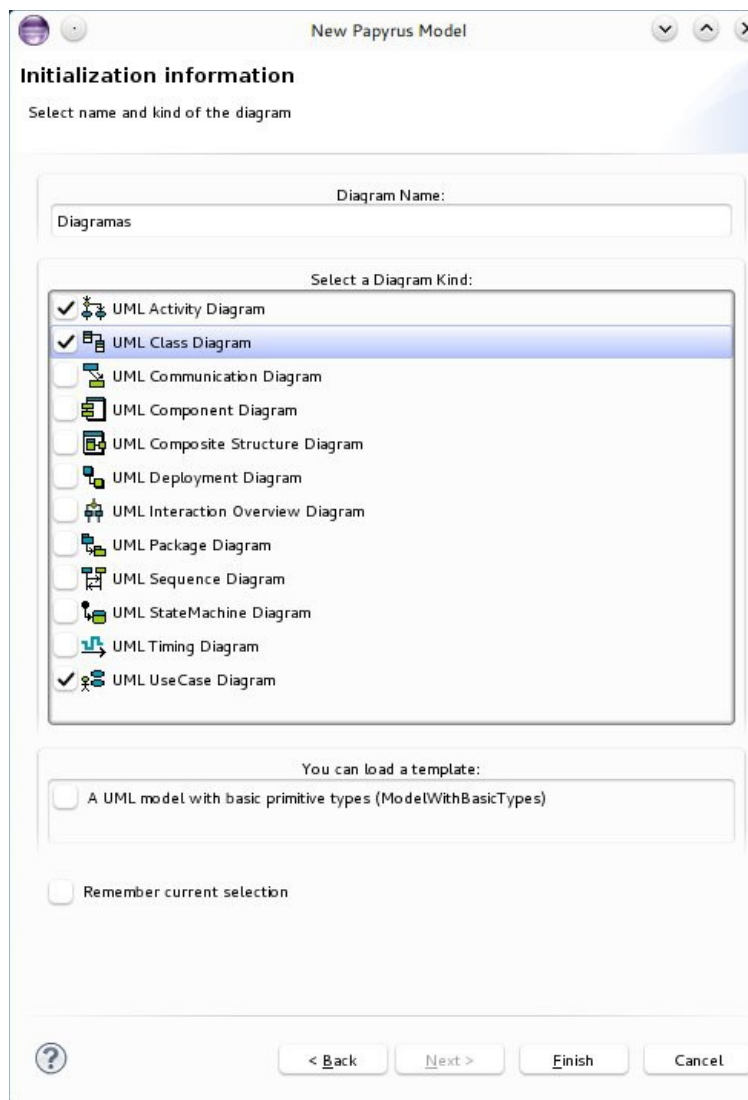 New Papyrus Model
Initialization information
Select name and kind of the diagram
Diagram Name:
Diagramas
Select a Diagram Kind:
UML Activity Diagram
UML Class Diagram
UML Communication Diagram
UML Component Diagram
UML Composite Structure Diagram
UML Deployment Diagram
UML Interaction Overview Diagram
UML Package Diagram
UML Sequence Diagram
UML StateMachine Diagram
UML Timing Diagram
UML UseCase Diagram
You can load a template:
A UML model with basic primitive types (ModelWithBasicTypes)
Remember current selection
? < Back Next > Finish Cancel